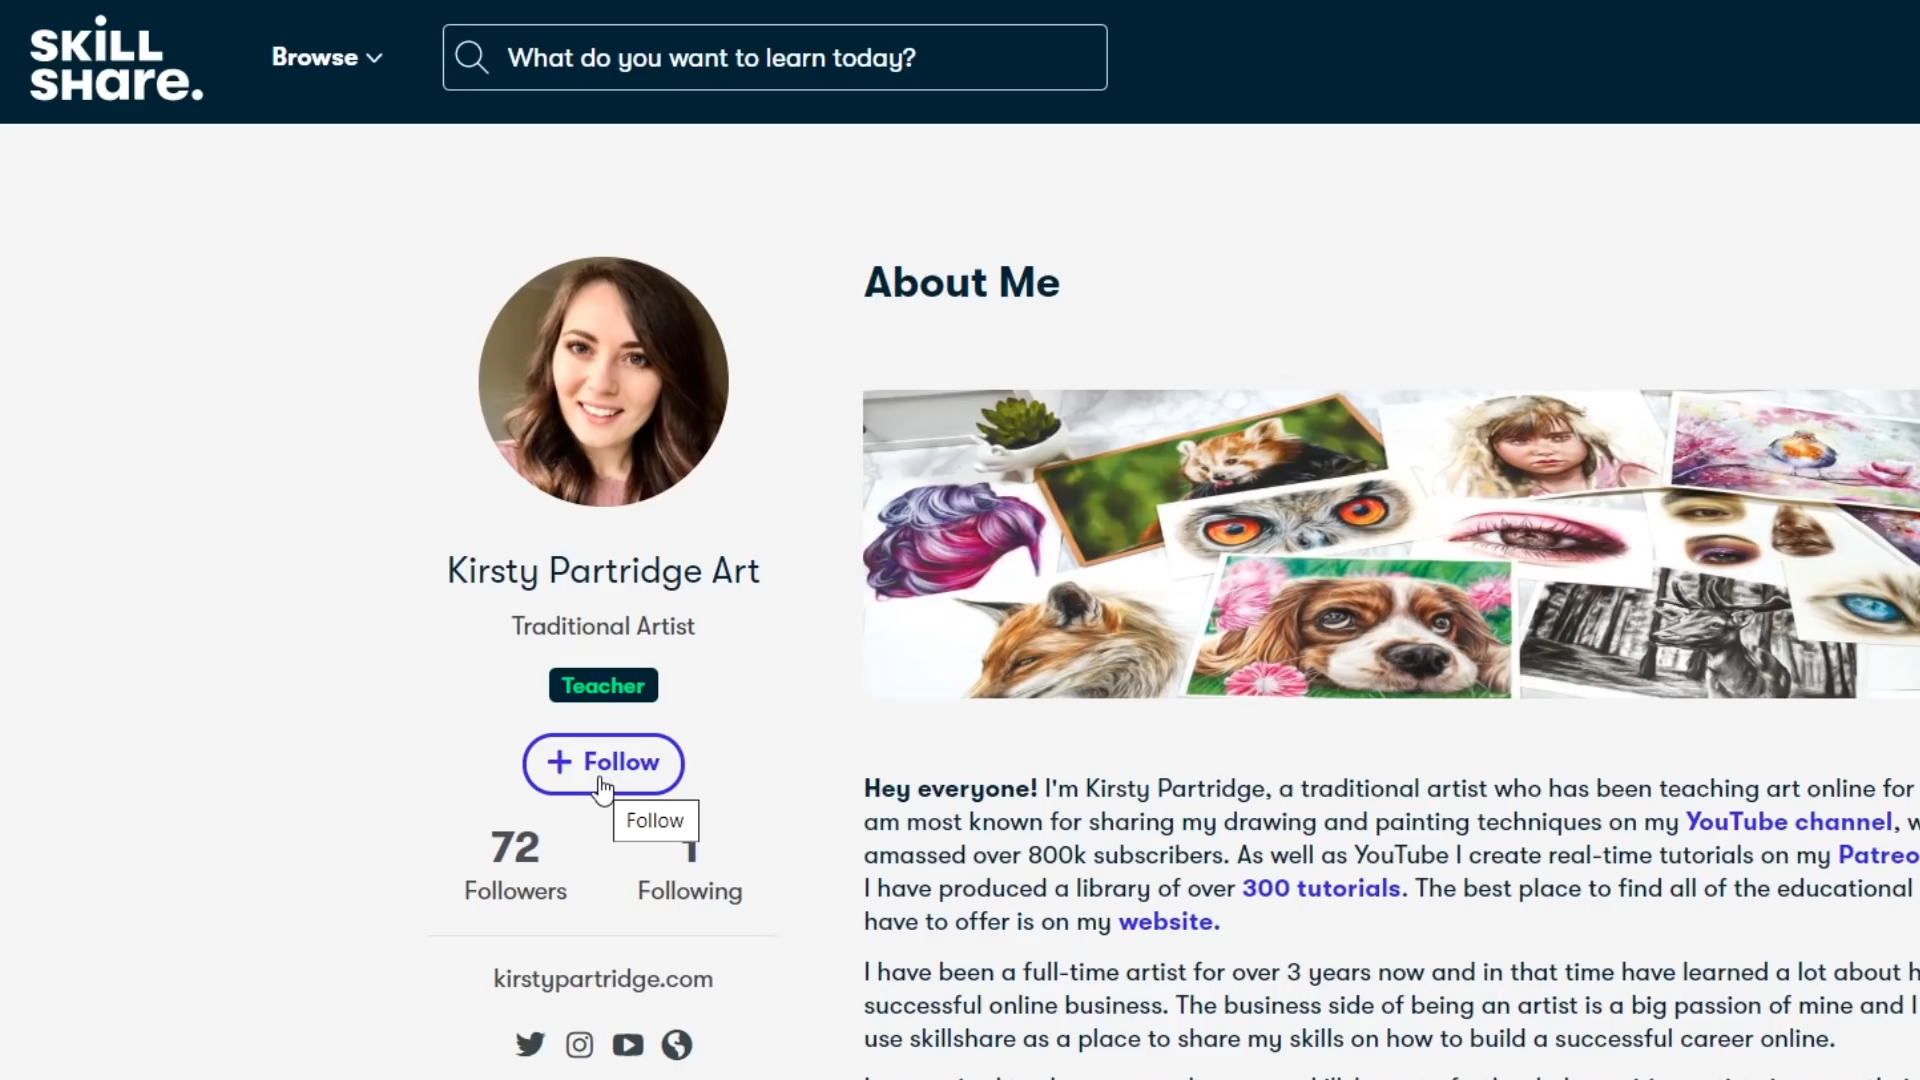 SKILL
SHare.
Browse
What do you want to learn today?
About Me
Kirsty Partridge Art
Traditional Artist
Teacher
+ Follow
Follow
72
Followers
1
Following
kirstypartridge.com
Hey everyone! I'm Kirsty Partridge, a traditional artist who has been teaching art online for
am most known for sharing my drawing and painting techniques on my YouTube channel,
amassed over 800k subscribers. As well as YouTube I create real-time tutorials on my Patreo
I have produced a library of over 300 tutorials. The best place to find all of the educational
have to offer is on my website.
I have been a full-time artist for over 3 years now and in that time have learned a lot about
successful online business. The business side of being an artist is a big passion of mine and I
use skillshare as a place to share my skills on how to build a successful career online.